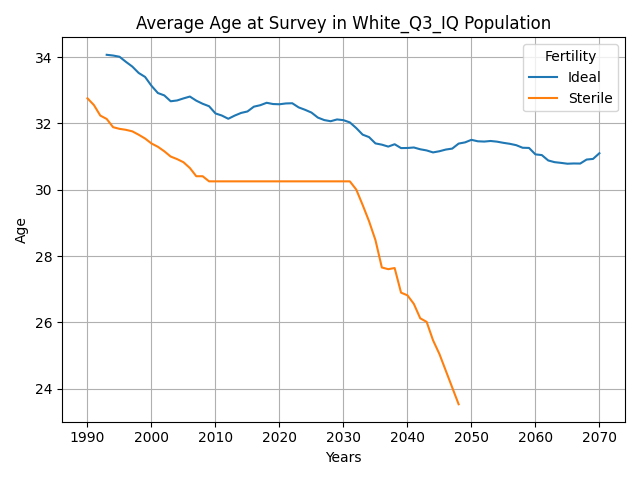 Average Age at Survey in White_Q3_IQ Population
Fertility
Ideal
Sterile
Age
34
32
30
28
26
24
1990 2000 2010 2020 2030 2040 2050 2060 2070
Years